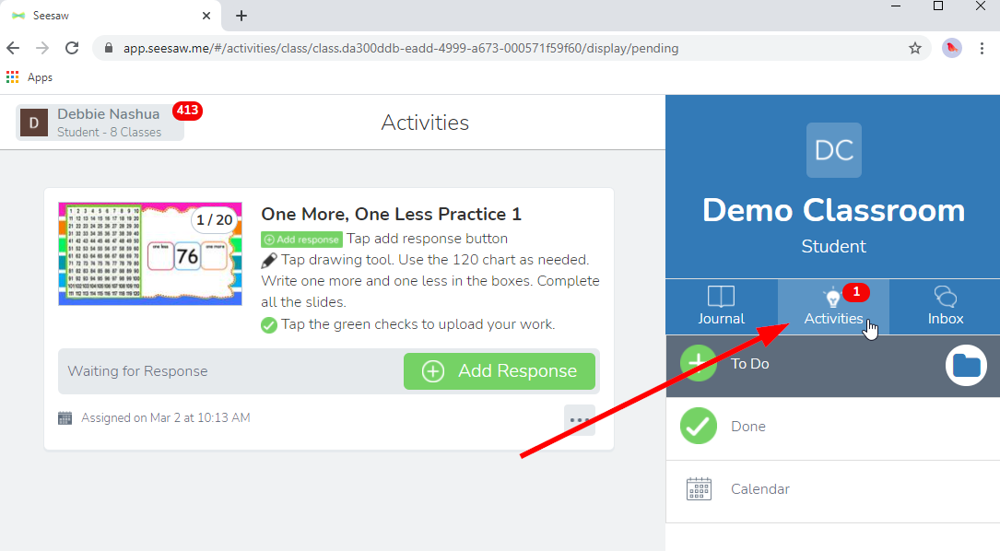 Seesaw
app.seesaw.me/#/activities/class/class.da300ddb-eadd-4999-a673-000571f59f60/display/pending
Apps
D
Debbie Nashua
Student - 8 Classes
413
Activities
1 / 20
one less
76
one more
One More, One Less Practice 1
Add response Tap add response button
Tap drawing tool. Use the 120 chart as needed.
Write one more and one less in the boxes. Complete
all the slides.
Tap the green checks to upload your work.
Waiting for Response
Add Response
Assigned on Mar 2 at 10:13 AM
DC
Demo Classroom
Student
Journal
1
Activities
Inbox
To Do
Done
Calendar